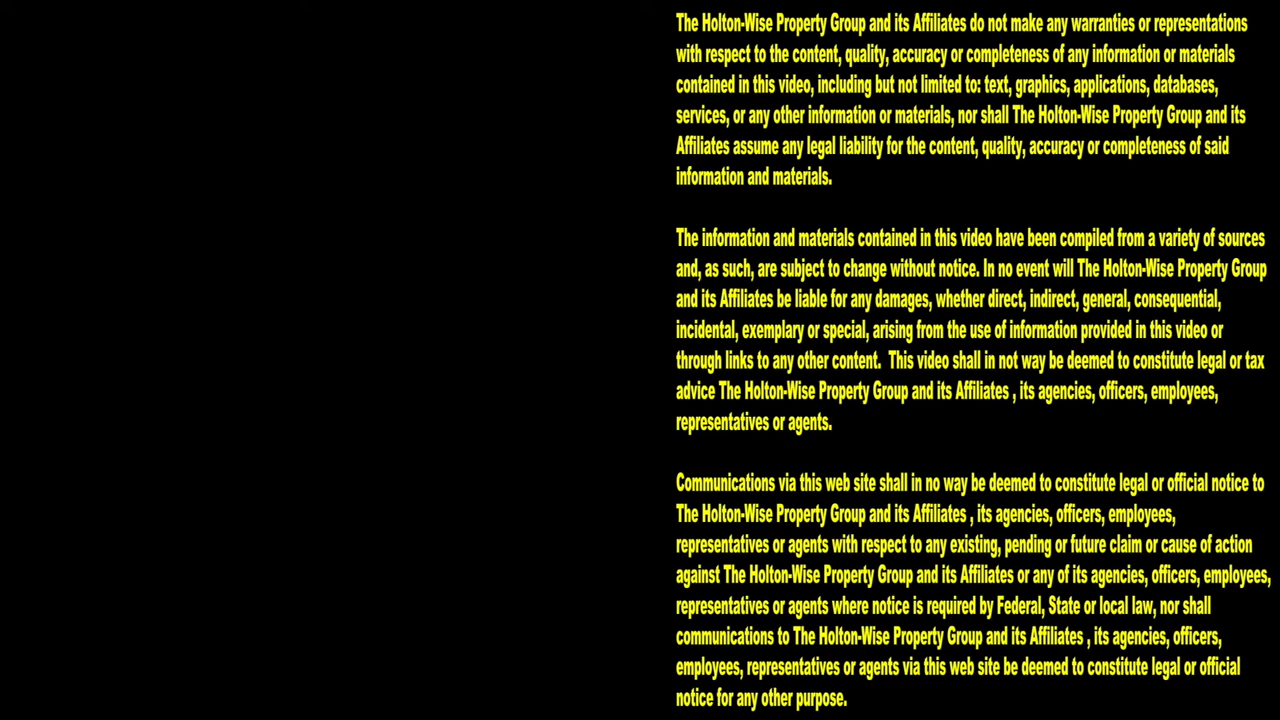 The Holton-Wise Property Group and its Affiliates do not make any warranties or representations
with respect to the content, quality, accuracy or completeness of any information or materials
contained in this video, including but not limited to: text, graphics, applications, databases,
services, or any other information or materials, nor shall The Holton-Wise Property Group and its
Affiliates assume any legal liability for the content, quality, accuracy or completeness of said
information and materials.
The information and materials contained in this video have been compiled from a variety of sources
and, as such, are subject to change without notice. In no event will The Holton-Wise Property Group
and its Affiliates be liable for any damages, whether direct, indirect, general, consequential,
incidental, exemplary or special, arising from the use of information provided in this video or
through links to any other content.  This video shall in not way be deemed to constitute legal or tax
advice The Holton-Wise Property Group and its Affiliates , its agencies, officers, employees,
representatives or agents.
Communications via this web site shall in no way be deemed to constitute legal or official notice to
The Holton-Wise Property Group and its Affiliates , its agencies, officers, employees,
representatives or agents with respect to any existing, pending or future claim or cause of action
against The Holton-Wise Property Group and its Affiliates or any of its agencies, officers, employees,
representatives or agents where notice is required by Federal, State or local law, nor shall
communications to The Holton-Wise Property Group and its Affiliates , its agencies, officers,
employees, representatives or agents via this web site be deemed to constitute legal or official
notice for any other purpose.